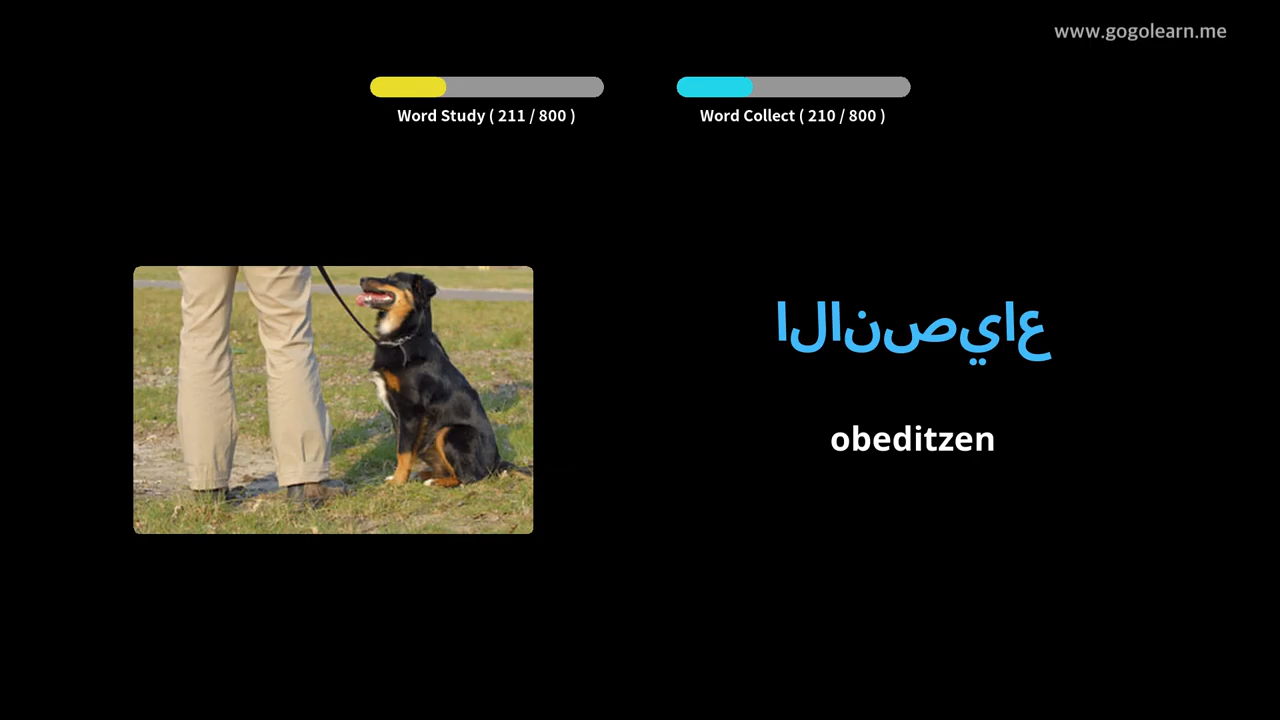 www.gogolearn.me
Word Study ( 211 / 800 )
Word Collect ( 210 / 800 )
الانصياع
obeditzen